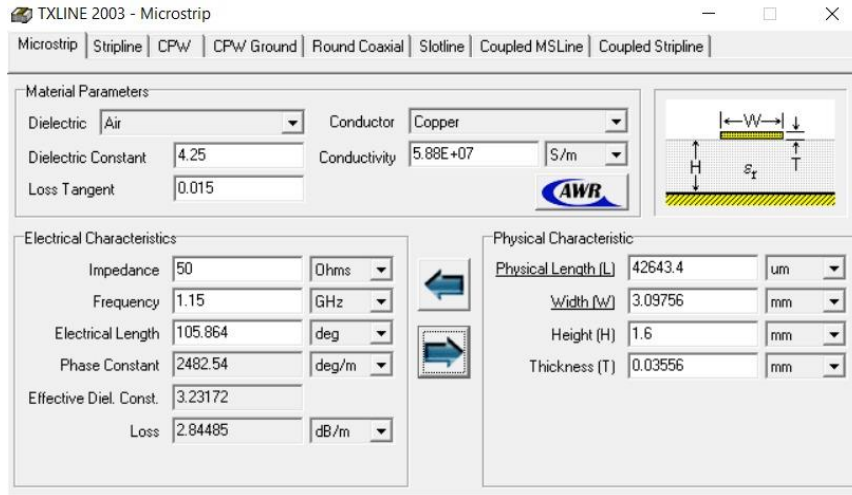 TXLINE 2003 - Microstrip
Microstrip Stripline CPW CPW Ground Round Coaxial Slotline Coupled MSLine Coupled Stripline
Material Parameters
Dielectric Air Conductor Copper
Dielectric Constant 4.25 Conductivity 5.88E+07 S/m
Loss Tangent 0.015 AWR
←W→
H εr T
Electrical Characteristics
Impedance 50 Ohms
Frequency 1.15 GHz
Electrical Length 105.864 deg
Phase Constant 2482.54 deg/m
Effective Diel. Const. 3.23172
Loss 2.84485 dB/m
Physical Characteristic
Physical Length (L) 42643.4 um
Width (W) 3.09756 mm
Height (H) 1.6 mm
Thickness (T) 0.03556 mm